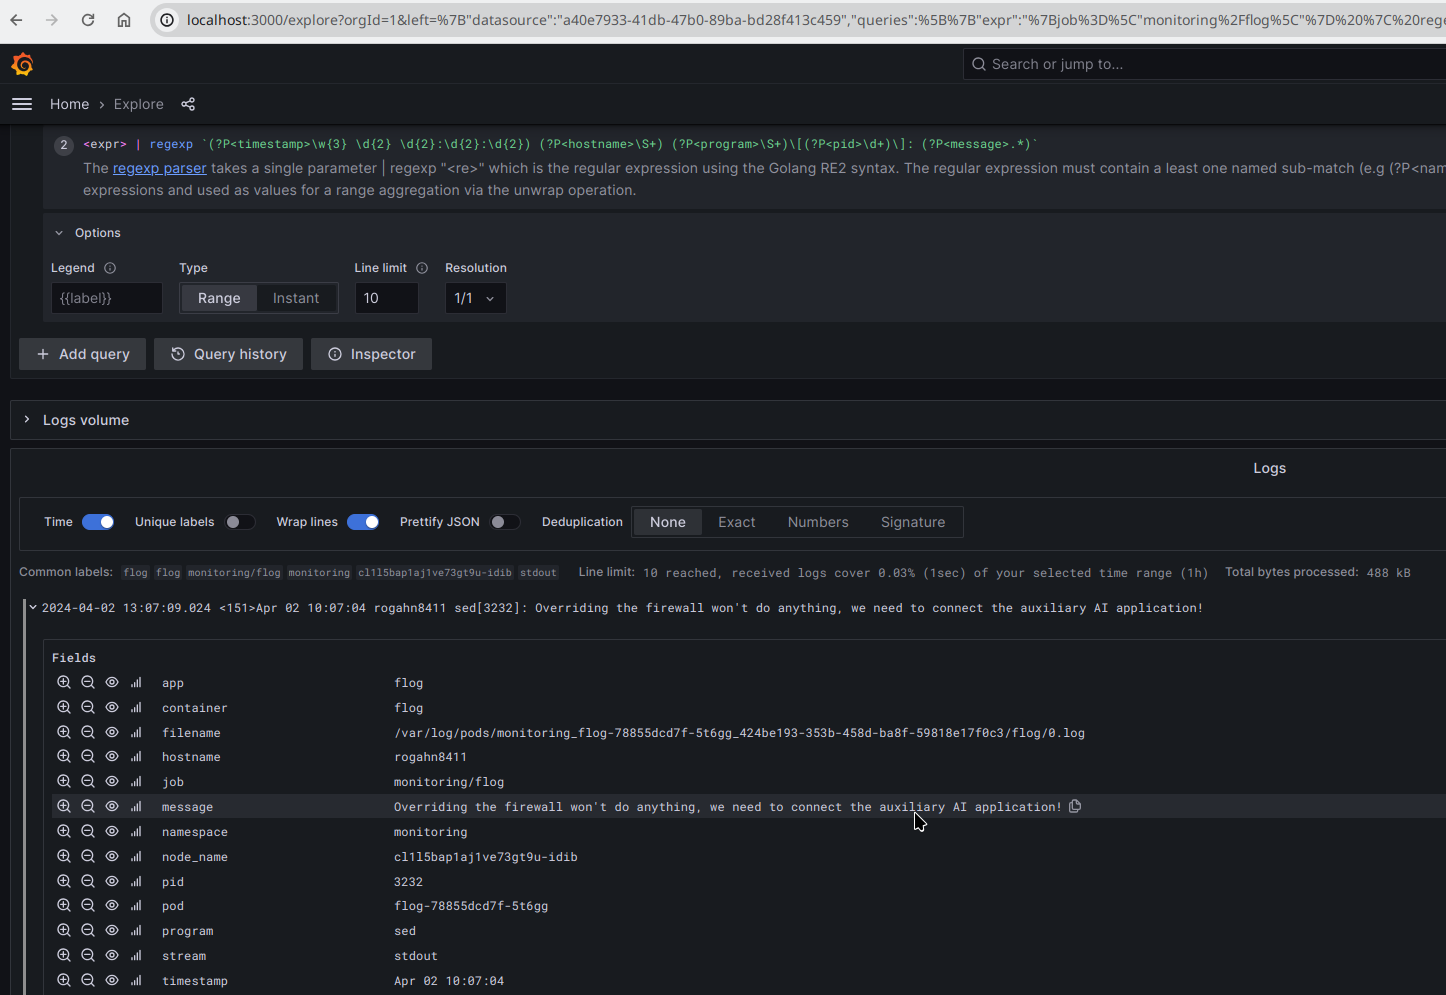 localhost:3000/explore?orgId=1&left=%7B"datasource":"a40e7933-41db-47b0-89ba-bd28f413c459","queries":%5B%7B"expr":"%7Bjob%3D%5C"monitoring%2Fflog%5C"%7D%20%7C%20rege
Search or jump to...
Home › Explore
2 <expr> | regexp `(?P<timestamp>\w{3} \d{2} \d{2}:\d{2}:\d{2}) (?P<hostname>\S+) (?P<program>\S+)\[(?P<pid>\d+)\]: (?P<message>.*)`
The regexp parser takes a single parameter | regexp "<re>" which is the regular expression using the Golang RE2 syntax. The regular expression must contain a least one named sub-match (e.g (?P<nam
expressions and used as values for a range aggregation via the unwrap operation.
Options
Legend Type Line limit Resolution
{{label}} Range Instant 10 1/1
+ Add query Query history Inspector
Logs volume
Logs
Time Unique labels Wrap lines Prettify JSON Deduplication None Exact Numbers Signature
Common labels: flog flog monitoring/flog monitoring cl1l5bap1aj1ve73gt9u-idib stdout Line limit: 10 reached, received logs cover 0.03% (1sec) of your selected time range (1h) Total bytes processed: 488 kB
2024-04-02 13:07:09.024 <151>Apr 02 10:07:04 rogahn8411 sed[3232]: Overriding the firewall won't do anything, we need to connect the auxiliary AI application!
Fields
app flog
container flog
filename /var/log/pods/monitoring_flog-78855dcd7f-5t6gg_424be193-353b-458d-ba8f-59818e17f0c3/flog/0.log
hostname rogahn8411
job monitoring/flog
message Overriding the firewall won't do anything, we need to connect the auxiliary AI application!
namespace monitoring
node_name cl1l5bap1aj1ve73gt9u-idib
pid 3232
pod flog-78855dcd7f-5t6gg
program sed
stream stdout
timestamp Apr 02 10:07:04